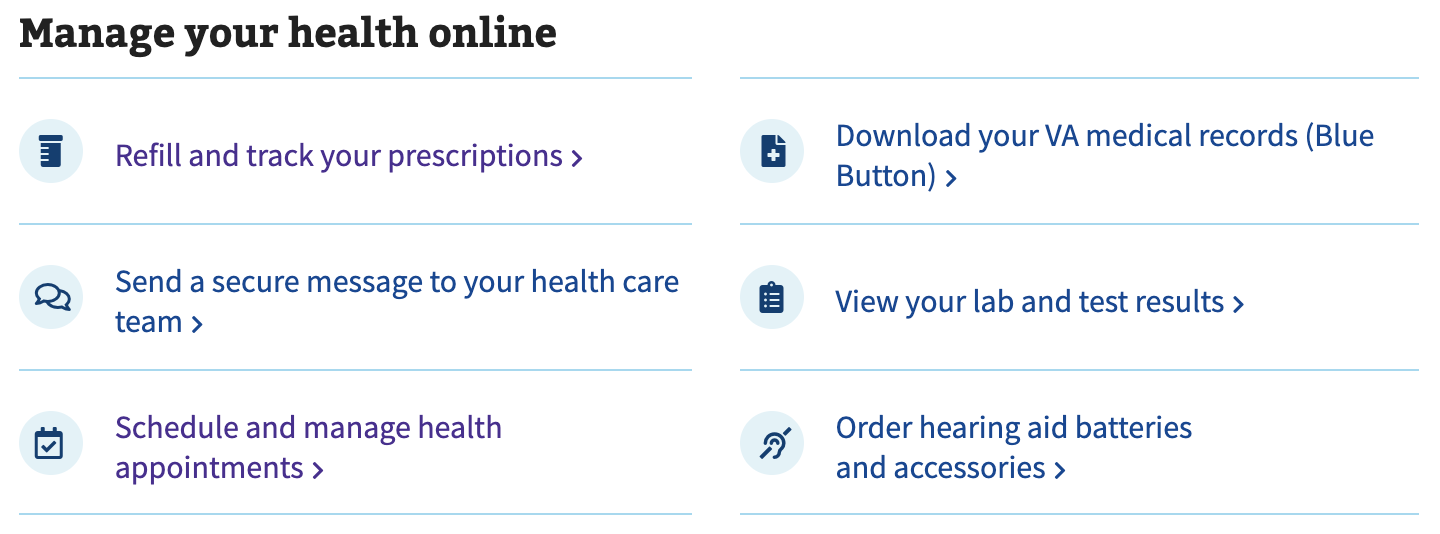 Manage your health online
Refill and track your prescriptions
Download your VA medical records (Blue
Button)
Send a secure message to your health care
team
View your lab and test results
Schedule and manage health
appointments
Order hearing aid batteries
and accessories